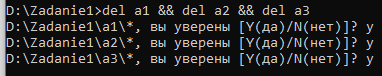 D:\Zadanie1>del a1 && del a2 && del a3
D:\Zadanie1\a1\*, вы уверены [Y(да)/N(нет)]? y
D:\Zadanie1\a2\*, вы уверены [Y(да)/N(нет)]? y
D:\Zadanie1\a3\*, вы уверены [Y(да)/N(нет)]? y